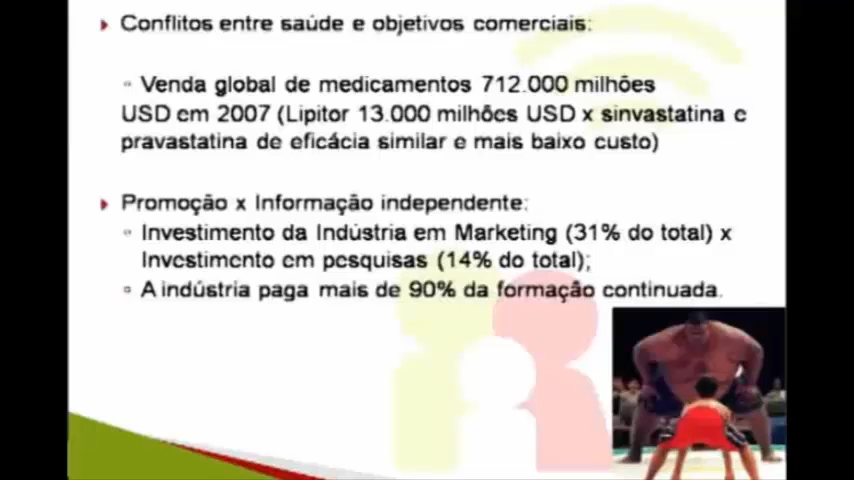 Conflitos entre saúde e objetivos comerciais:
Venda global de medicamentos 712.000 milhões
USD em 2007 (Lipitor 13.000 milhões USD x sinvastatina e
pravastatina de eficácia similar e mais baixo custo)
Promoção x Informação independente:
Investimento da Indústria em Marketing (31% do total) x
Investimento em pesquisas (14% do total);
A indústria paga mais de 90% da formação continuada.